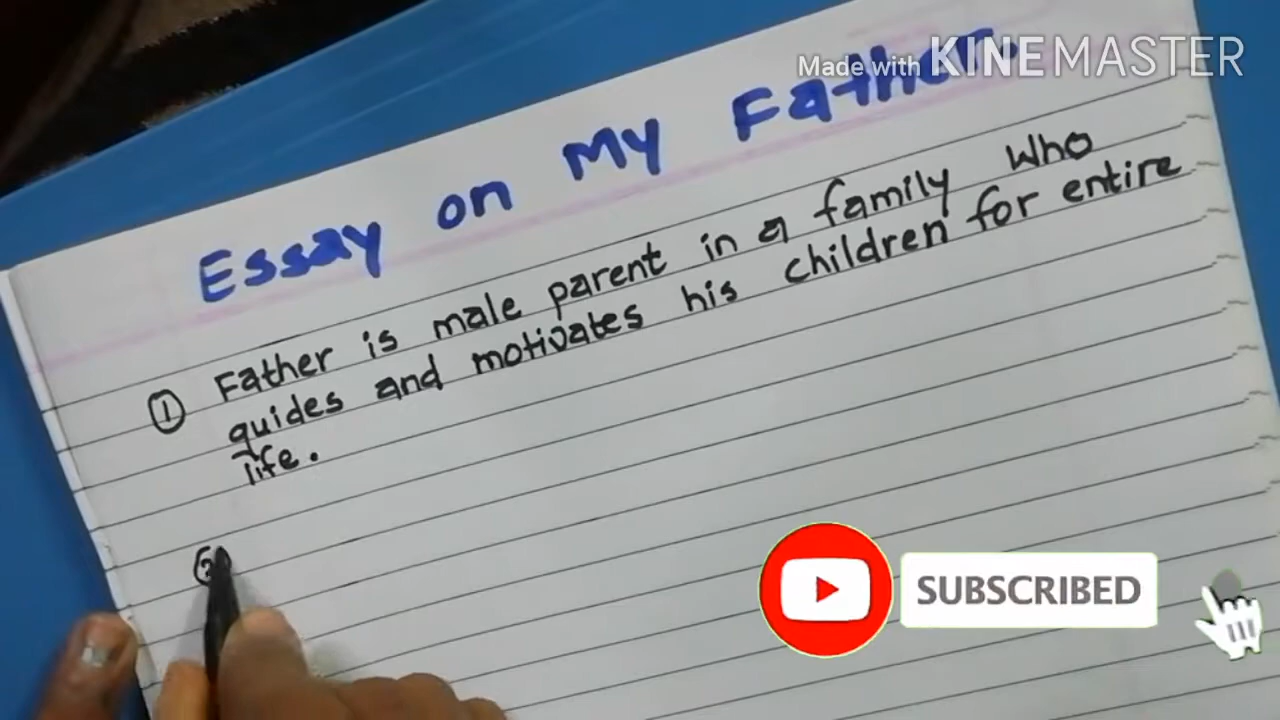 Made with KINEMASTER
Essay on My Father.
① Father is male parent in a family who
guides and motivates his children for entire
life.
②
SUBSCRIBED